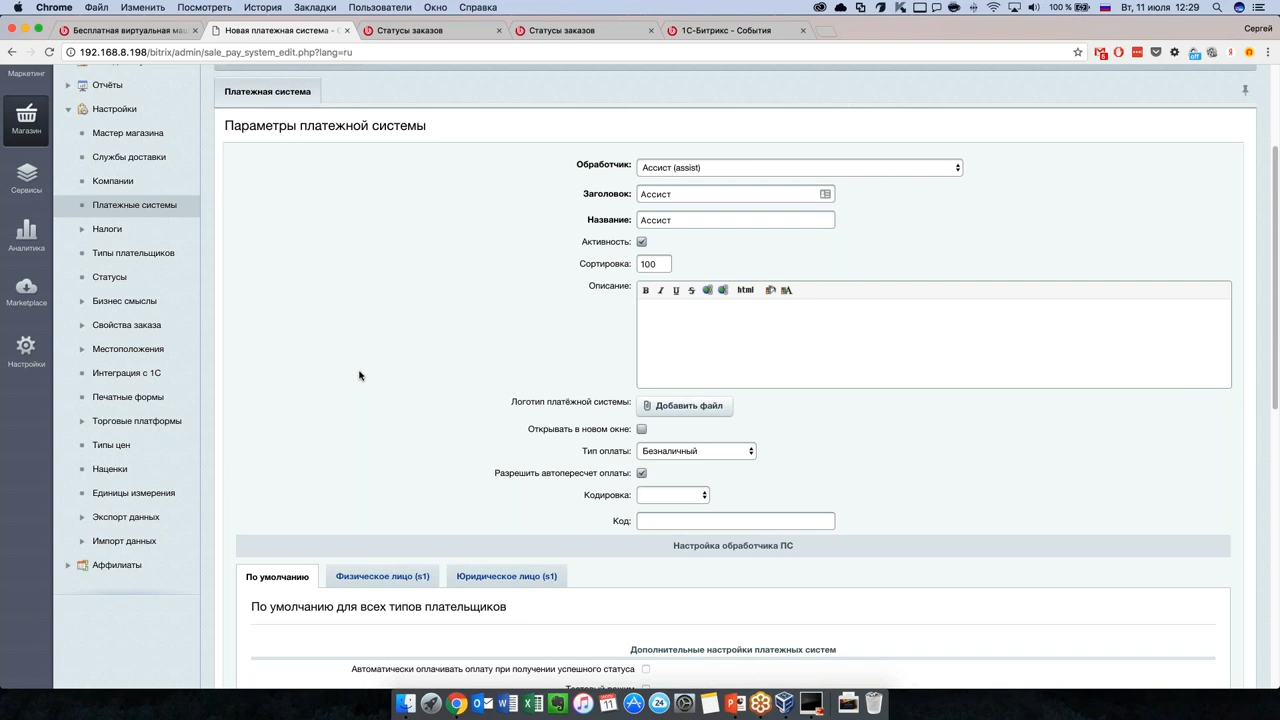 Chrome Файл Изменить Посмотреть История Закладки Пользователи Окно Справка 100 % Вт, 11 июля 12:29
Бесплатная виртуальная маш Новая платежная система - Статусы заказов Статусы заказов 1С-Битрикс - События Сергей
192.168.8.198/bitrix/admin/sale_pay_system_edit.php?lang=ru
Маркетинг
Магазин
Сервисы
Аналитика
Marketplace
Настройки
Отчёты
Настройки
Мастер магазина
Службы доставки
Компании
Платежные системы
Налоги
Типы плательщиков
Статусы
Бизнес смыслы
Свойства заказа
Местоположения
Интеграция с 1С
Печатные формы
Торговые платформы
Типы цен
Наценки
Единицы измерения
Экспорт данных
Импорт данных
Аффилиаты
Платежная система
Параметры платежной системы
Обработчик: Ассист (assist)
Заголовок: Ассист
Название: Ассист
Активность:
Сортировка: 100
Описание: B I U S html
Логотип платёжной системы: Добавить файл
Открывать в новом окне:
Тип оплаты: Безналичный
Разрешить автопересчет оплаты:
Кодировка:
Код:
Настройка обработчика ПС
По умолчанию Физическое лицо (s1) Юридическое лицо (s1)
По умолчанию для всех типов плательщиков
Дополнительные настройки платежных систем
Автоматически оплачивать оплату при получении успешного статуса
Тестовый режим